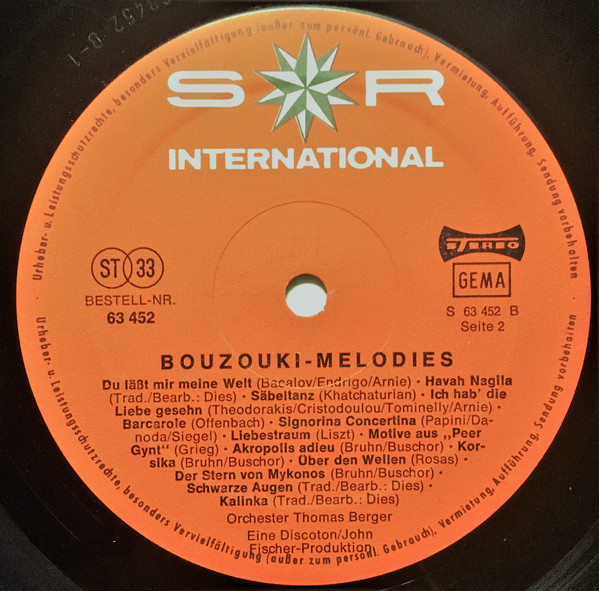 63452 B-1
Urheber- u. Leistungsschutzrechte, besonders Vervielfältigung (außer zum persönl. Gebrauch), Vermietung, Aufführung, Sendung vorbehalten
S R
INTERNATIONAL
ST 33
BESTELL-NR.
63 452
STEREO
GEMA
S 63 452 B
Seite 2
BOUZOUKI-MELODIES
Du läßt mir meine Welt (Bacalov/Endrigo/Arnie) · Havah Nagila
(Trad./Bearb.: Dies) · Säbeltanz (Khatchaturian) · Ich hab' die
Liebe gesehn (Theodorakis/Cristodoulou/Tominelly/Arnie) ·
Barcarole (Offenbach) · Signorina Concertina (Papini/Da-
noda/Siegel) · Liebestraum (Liszt) · Motive aus „Peer
Gynt" (Grieg) · Akropolis adieu (Bruhn/Buschor) · Kor-
sika (Bruhn/Buschor) · Über den Wellen (Rosas) ·
Der Stern von Mykonos (Bruhn/Buschor) ·
Schwarze Augen (Trad./Bearb.: Dies) ·
Kalinka (Trad./Bearb.: Dies)
Orchester Thomas Berger
Eine Discoton/John
Fischer-Produktion
Urheber- u. Leistungsschutzrechte, besonders Vervielfältigung (außer zum persönl. Gebrauch), Vermietung, Aufführung, Sendung vorbehalten